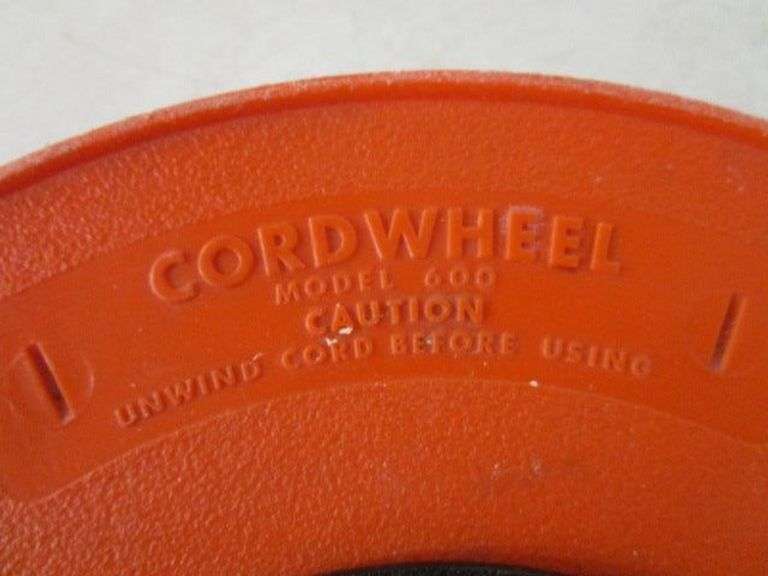 CORDWHEEL
MODEL 600
CAUTION
UNWIND CORD BEFORE USING